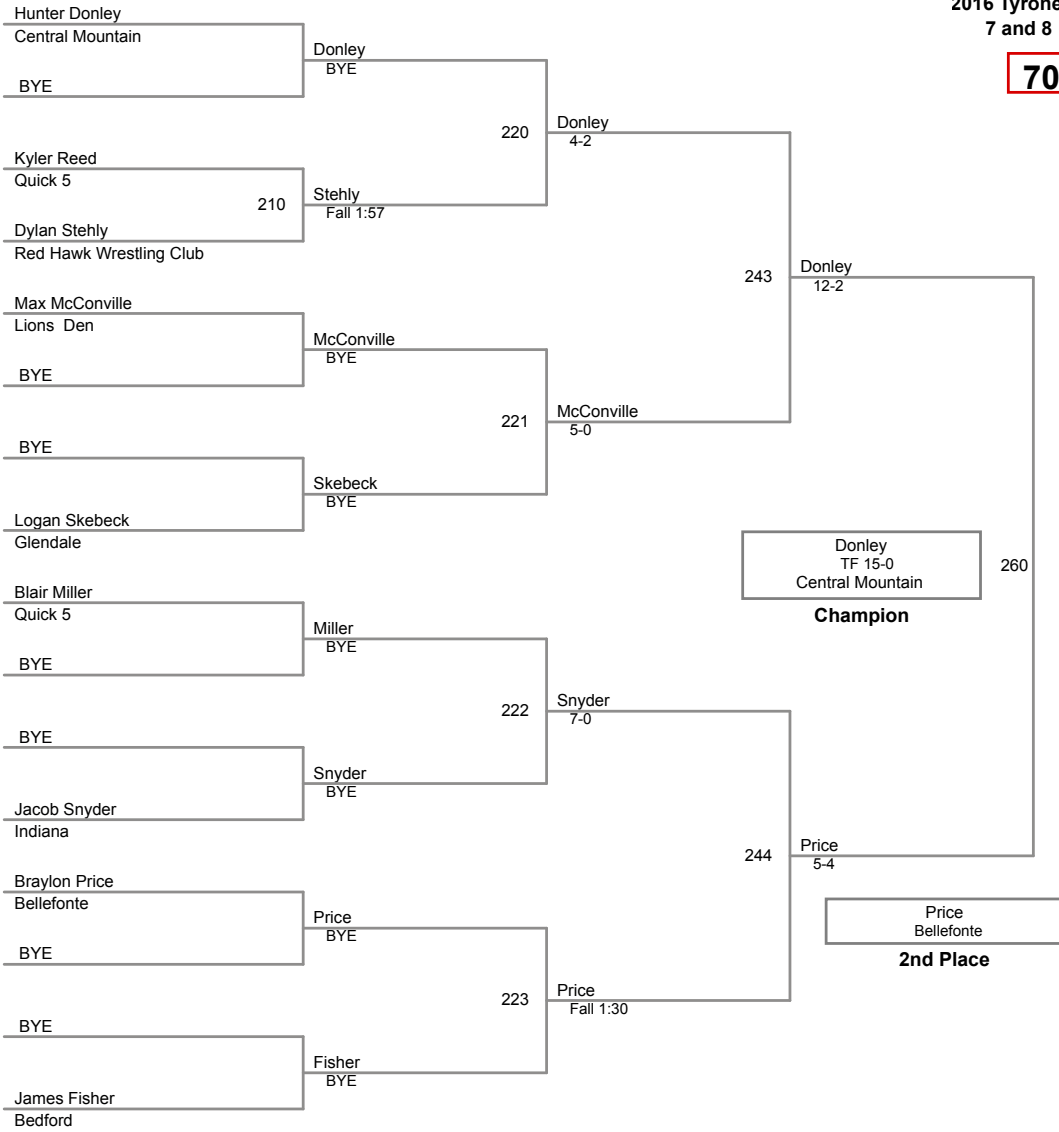 2016 Tyrone
7 and 8
70
Hunter Donley
Central Mountain
BYE
Kyler Reed
Quick 5
Dylan Stehly
Red Hawk Wrestling Club
Max McConville
Lions Den
BYE
BYE
Logan Skebeck
Glendale
Blair Miller
Quick 5
BYE
BYE
Jacob Snyder
Indiana
Braylon Price
Bellefonte
BYE
BYE
James Fisher
Bedford
Donley
BYE
210
Stehly
Fall 1:57
McConville
BYE
Skebeck
BYE
Miller
BYE
Snyder
BYE
Price
BYE
Fisher
BYE
220
Donley
4-2
221
McConville
5-0
222
Snyder
7-0
223
Price
Fall 1:30
243
Donley
12-2
244
Price
5-4
260
Donley
TF 15-0
Central Mountain
Champion
Price
Bellefonte
2nd Place